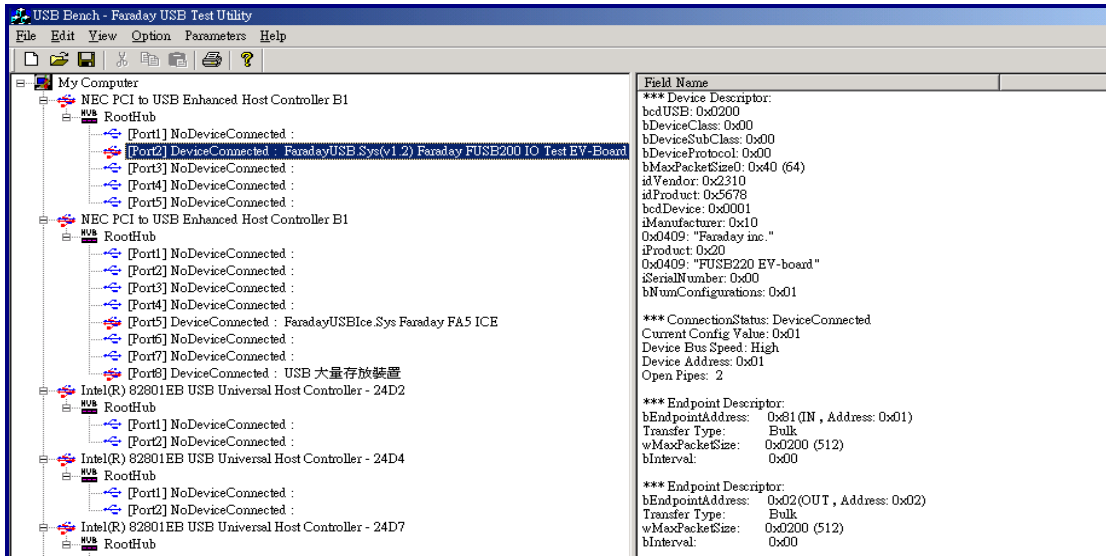 USB Bench - Faraday USB Test Utility
File Edit View Option Parameters Help
My Computer
NEC PCI to USB Enhanced Host Controller B1
HUB RootHub
[Port1] NoDeviceConnected :
[Port2] DeviceConnected : FaradayUSB.Sys(v1.2) Faraday FUSB200 IO Test EV-Board
[Port3] NoDeviceConnected :
[Port4] NoDeviceConnected :
[Port5] NoDeviceConnected :
NEC PCI to USB Enhanced Host Controller B1
HUB RootHub
[Port1] NoDeviceConnected :
[Port2] NoDeviceConnected :
[Port3] NoDeviceConnected :
[Port4] NoDeviceConnected :
[Port5] DeviceConnected : FaradayUSBIce.Sys Faraday FA5 ICE
[Port6] NoDeviceConnected :
[Port7] NoDeviceConnected :
[Port8] DeviceConnected : USB 大量存放裝置
Intel(R) 82801EB USB Universal Host Controller - 24D2
HUB RootHub
[Port1] NoDeviceConnected :
[Port2] NoDeviceConnected :
Intel(R) 82801EB USB Universal Host Controller - 24D4
HUB RootHub
[Port1] NoDeviceConnected :
[Port2] NoDeviceConnected :
Intel(R) 82801EB USB Universal Host Controller - 24D7
HUB RootHub
Field Name
*** Device Descriptor:
bcdUSB: 0x0200
bDeviceClass: 0x00
bDeviceSubClass: 0x00
bDeviceProtocol: 0x00
bMaxPacketSize0: 0x40 (64)
idVendor: 0x2310
idProduct: 0x5678
bcdDevice: 0x0001
iManufacturer: 0x10
0x0409: "Faraday inc."
iProduct: 0x20
0x0409: "FUSB220 EV-board"
iSerialNumber: 0x00
bNumConfigurations: 0x01
*** ConnectionStatus: DeviceConnected
Current Config Value: 0x01
Device Bus Speed: High
Device Address: 0x01
Open Pipes: 2
*** Endpoint Descriptor:
bEndpointAddress: 0x81(IN , Address: 0x01)
Transfer Type: Bulk
wMaxPacketSize: 0x0200 (512)
bInterval: 0x00
*** Endpoint Descriptor:
bEndpointAddress: 0x02(OUT , Address: 0x02)
Transfer Type: Bulk
wMaxPacketSize: 0x0200 (512)
bInterval: 0x00